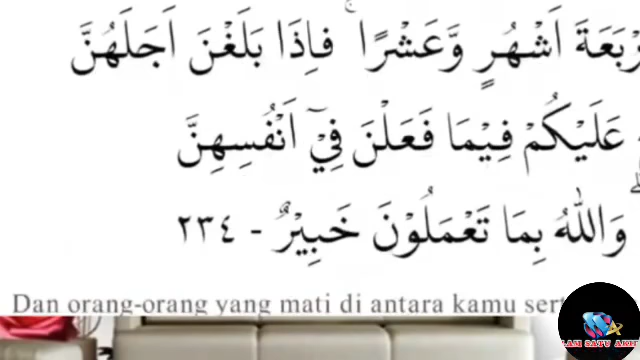 اَشْهُرٍ وَّعَشْرًا ۚ فَاِذَا بَلَغْنَ اَجَلَهُنَّ
عَلَيْكُمْ فِيْمَا فَعَلْنَ فِيْٓ اَنْفُسِهِنَّ
وَاللّٰهُ بِمَا تَعْمَلُوْنَ خَبِيْرٌ - ٢٣٤
Dan orang-orang yang mati di antara kamu sert